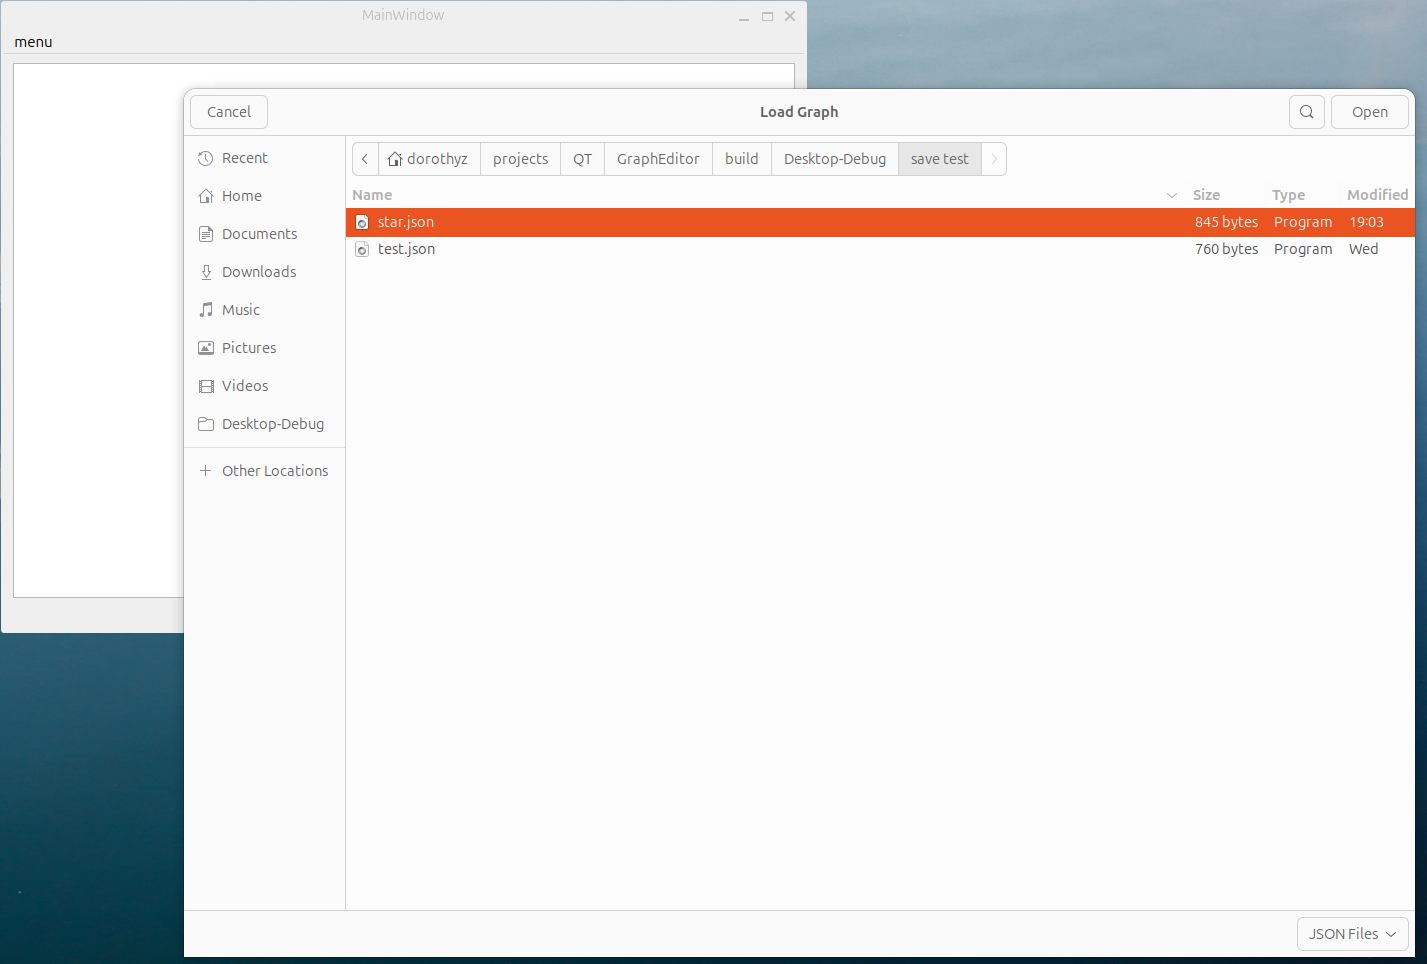 MainWindow
menu
Cancel
Load Graph
Open
Recent
Home
Documents
Downloads
Music
Pictures
Videos
Desktop-Debug
Other Locations
dorothyz projects QT GraphEditor build Desktop-Debug save test
Name Size Type Modified
star.json 845 bytes Program 19:03
test.json 760 bytes Program Wed
JSON Files